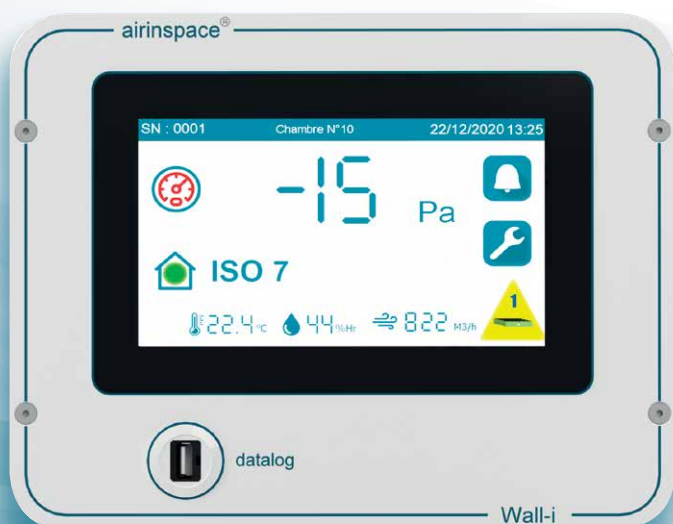 airinspace®
SN : 0001 Chambre N°10 22/12/2020 13:25
-15 Pa
ISO 7
22.4 °C 44 %Hr 822 M3/h
1
datalog
Wall-i